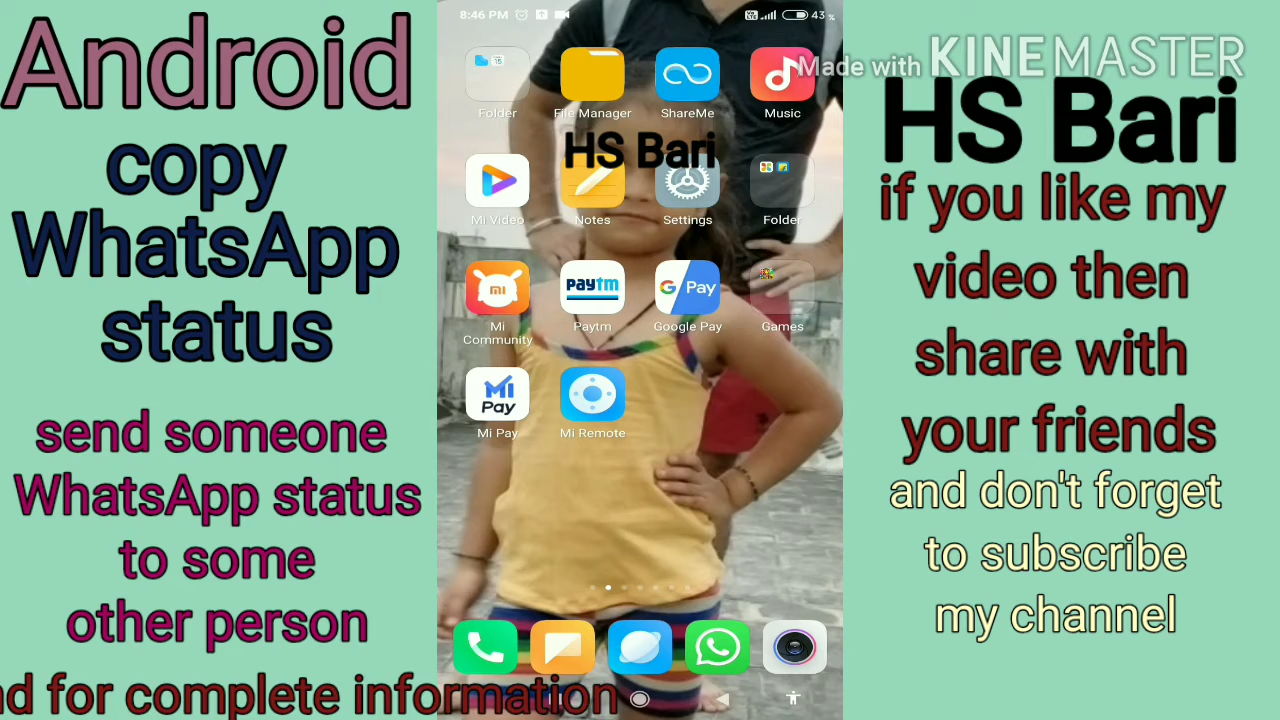 Android
copy
WhatsApp
status
send someone
WhatsApp status
to some
other person
nd for complete information
8:46 PM
43 %
15
Folder
File Manager
ShareMe
Music
HS Bari
Mi Video
Notes
Settings
Folder
mi
paytm
G Pay
Mi
Community
Paytm
Google Pay
Games
MI
Pay
Mi Pay
Mi Remote
Made with KINEMASTER
HS Bari
if you like my
video then
share with
your friends
and don't forget
to subscribe
my channel